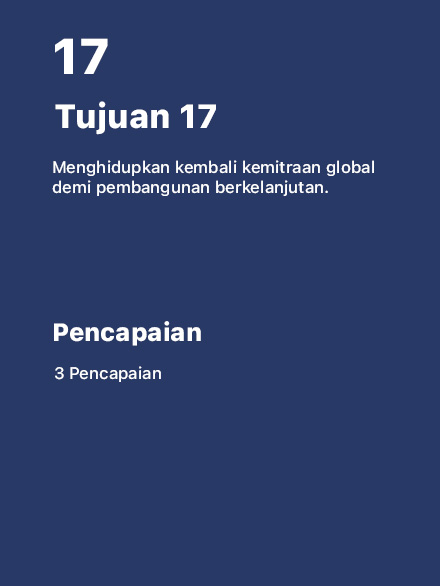 17
Tujuan 17
Menghidupkan kembali kemitraan global
demi pembangunan berkelanjutan.
Pencapaian
3 Pencapaian